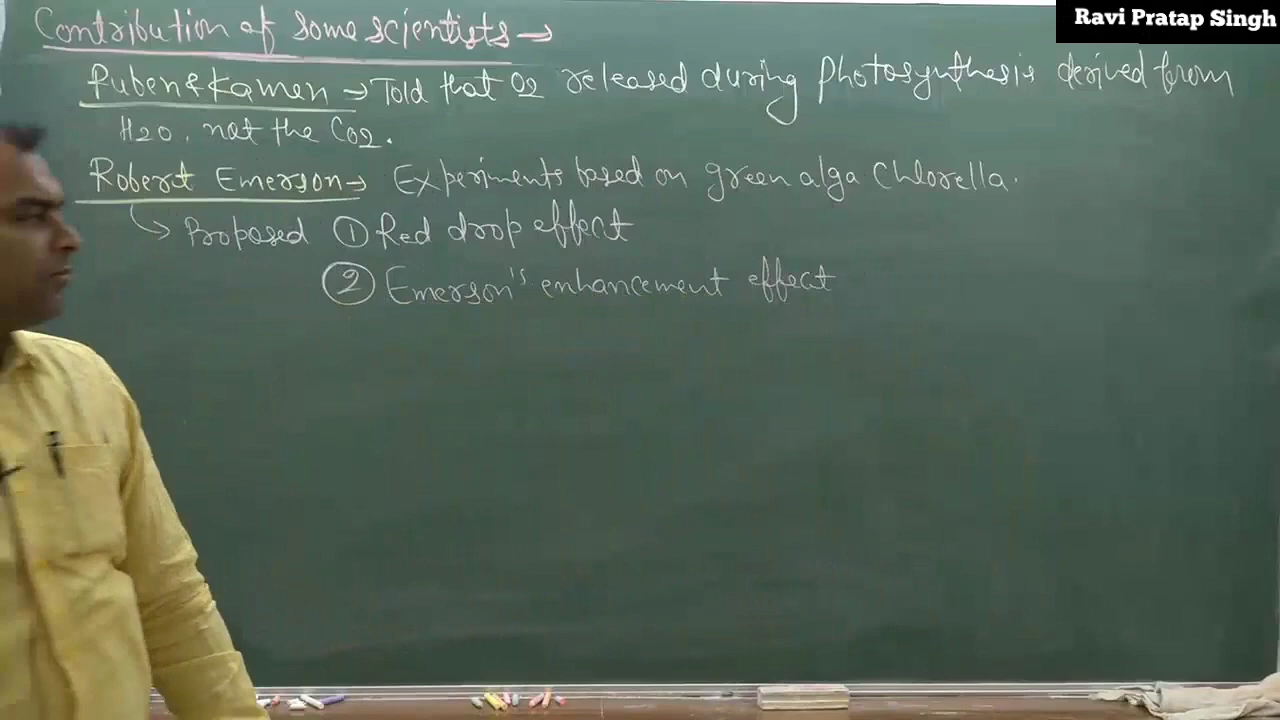 Ravi Pratap Singh
Contribution of some scientists →
Ruben & Kamen → Told that O2 released during Photosynthesis derived from
H2O, not the CO2.
Robert Emerson → Experiments based on green alga Chlorella.
↳ Proposed ① Red drop effect
② Emerson's enhancement effect